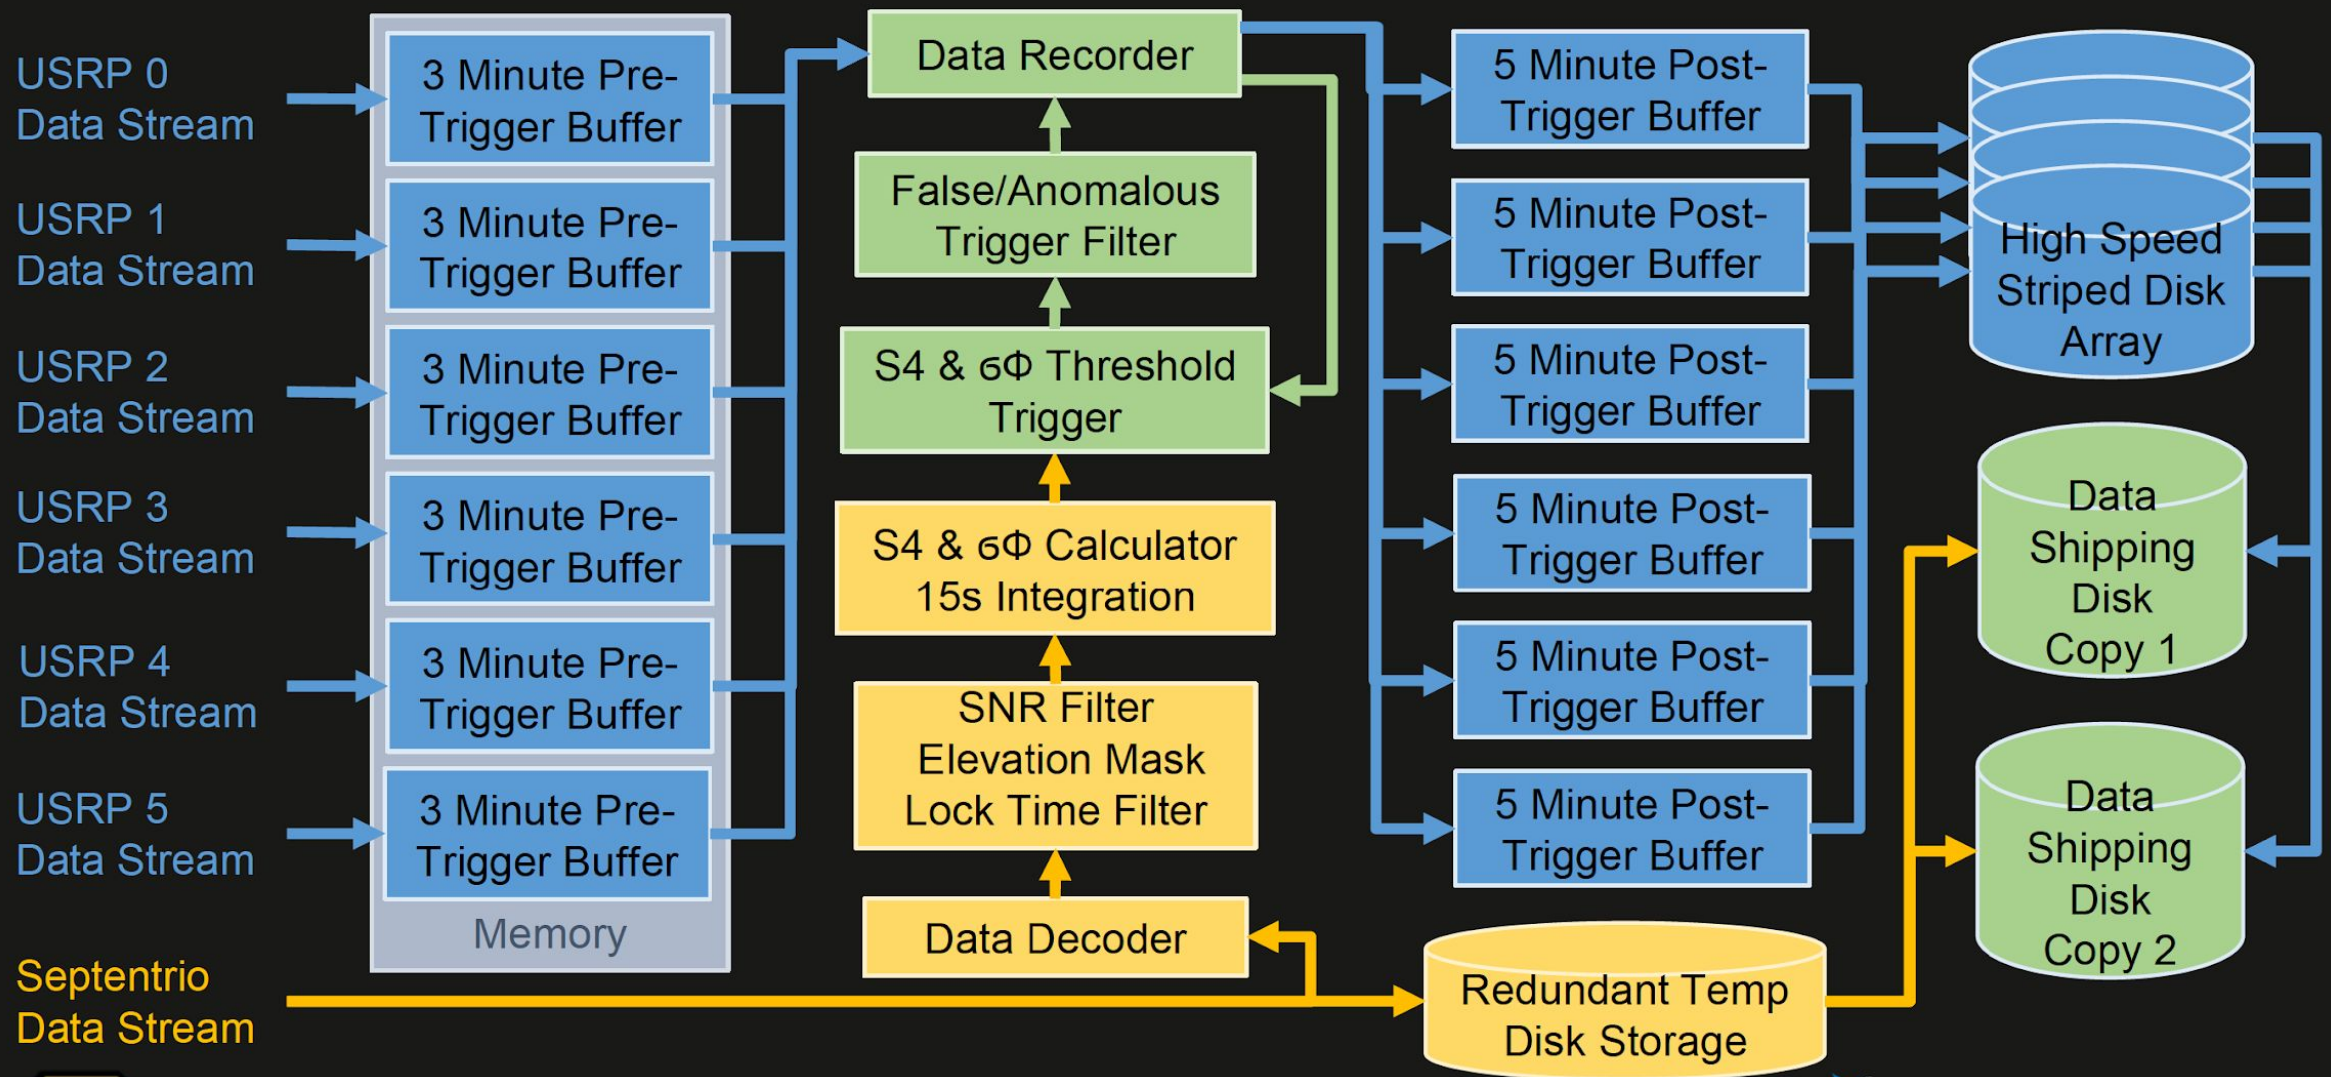 USRP 0
Data Stream
USRP 1
Data Stream
USRP 2
Data Stream
USRP 3
Data Stream
USRP 4
Data Stream
USRP 5
Data Stream
Septentrio
Data Stream
3 Minute Pre-
Trigger Buffer
3 Minute Pre-
Trigger Buffer
3 Minute Pre-
Trigger Buffer
3 Minute Pre-
Trigger Buffer
3 Minute Pre-
Trigger Buffer
3 Minute Pre-
Trigger Buffer
Memory
Data Recorder
False/Anomalous
Trigger Filter
S4 & ϬΦ Threshold
Trigger
S4 & ϬΦ Calculator
15s Integration
SNR Filter
Elevation Mask
Lock Time Filter
Data Decoder
5 Minute Post-
Trigger Buffer
5 Minute Post-
Trigger Buffer
5 Minute Post-
Trigger Buffer
5 Minute Post-
Trigger Buffer
5 Minute Post-
Trigger Buffer
5 Minute Post-
Trigger Buffer
Redundant Temp
Disk Storage
High Speed
Striped Disk
Array
Data
Shipping
Disk
Copy 1
Data
Shipping
Disk
Copy 2